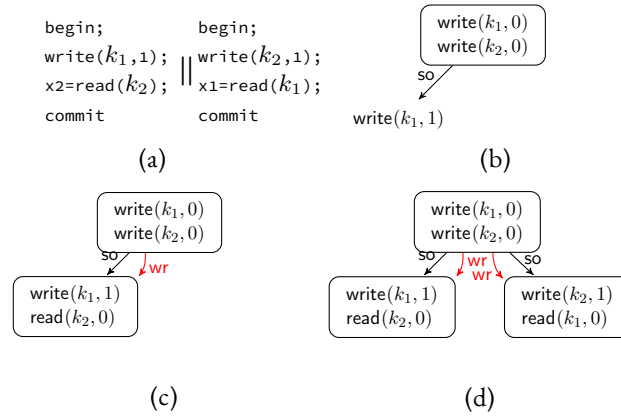 begin;
write(k₁,1);
x2=read(k₂);
commit
||
begin;
write(k₂,1);
x1=read(k₁);
commit
(a)
write(k₁, 0)
write(k₂, 0)
so
write(k₁, 1)
(b)
write(k₁, 0)
write(k₂, 0)
so
wr
write(k₁, 1)
read(k₂, 0)
(c)
write(k₁, 0)
write(k₂, 0)
so
wr
wr
so
write(k₁, 1)
read(k₂, 0)
write(k₂, 1)
read(k₁, 0)
(d)